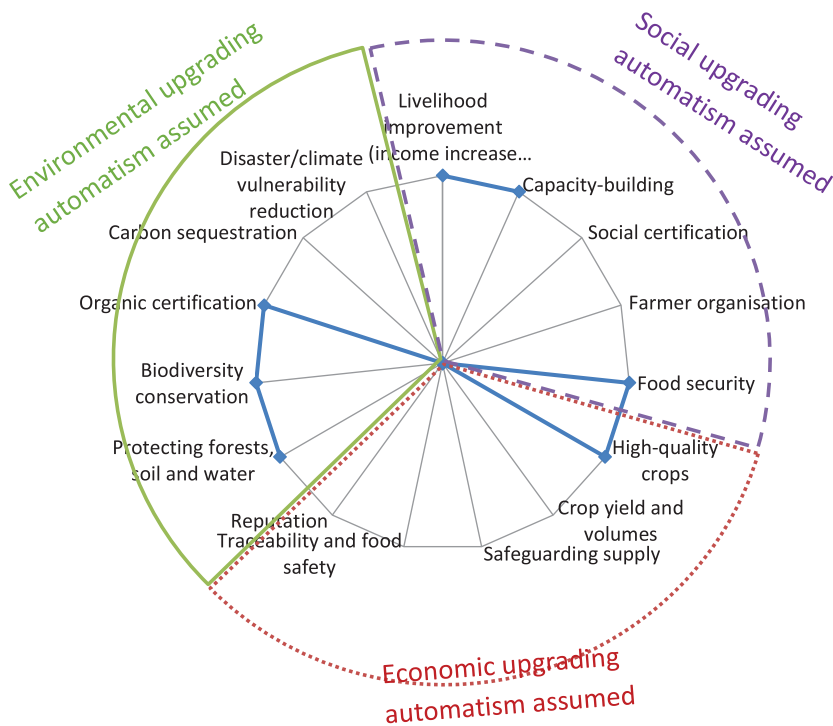 Environmental upgrading
automatism assumed
Social upgrading
automatism assumed
Livelihood
improvement
(income increase...
Capacity-building
Social certification
Farmer organisation
Food security
High-quality
crops
Crop yield and
volumes
Safeguarding supply
Traceability and food
safety
Reputation
Protecting forests,
soil and water
Biodiversity
conservation
Organic certification
Carbon sequestration
Disaster/climate
vulnerability
reduction
Economic upgrading
automatism assumed